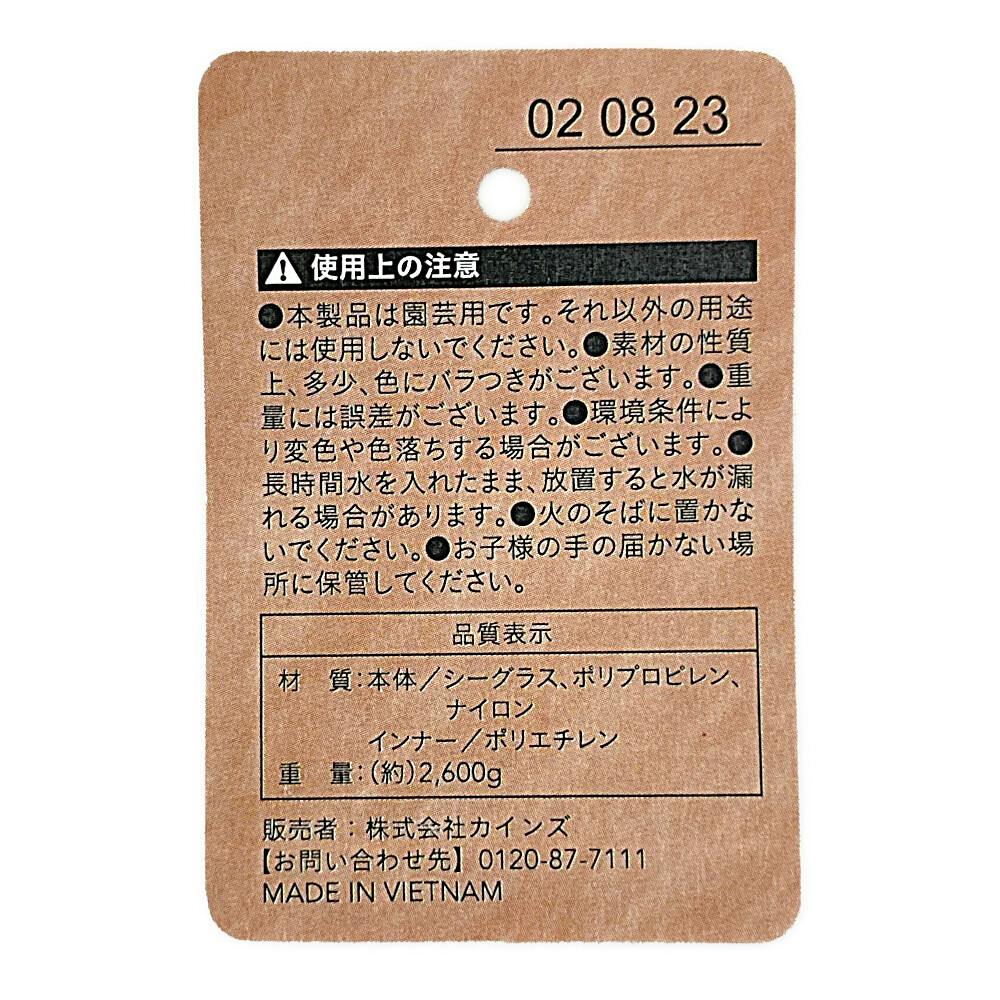 02 08 23
使用上の注意
●本製品は園芸用です。それ以外の用途
には使用しないでください。●素材の性質
上、多少、色にバラつきがございます。●重
量には誤差がございます。●環境条件によ
り変色や色落ちする場合がございます。●
長時間水を入れたまま、放置すると水が漏
れる場合があります。●火のそばに置かな
いでください。●お子様の手の届かない場
所に保管してください。
品質表示
材 質:本体/シーグラス、ポリプロピレン、
ナイロン
インナー/ポリエチレン
重 量:(約)2,600g
販売者:株式会社カインズ
【お問い合わせ先】0120-87-7111
MADE IN VIETNAM